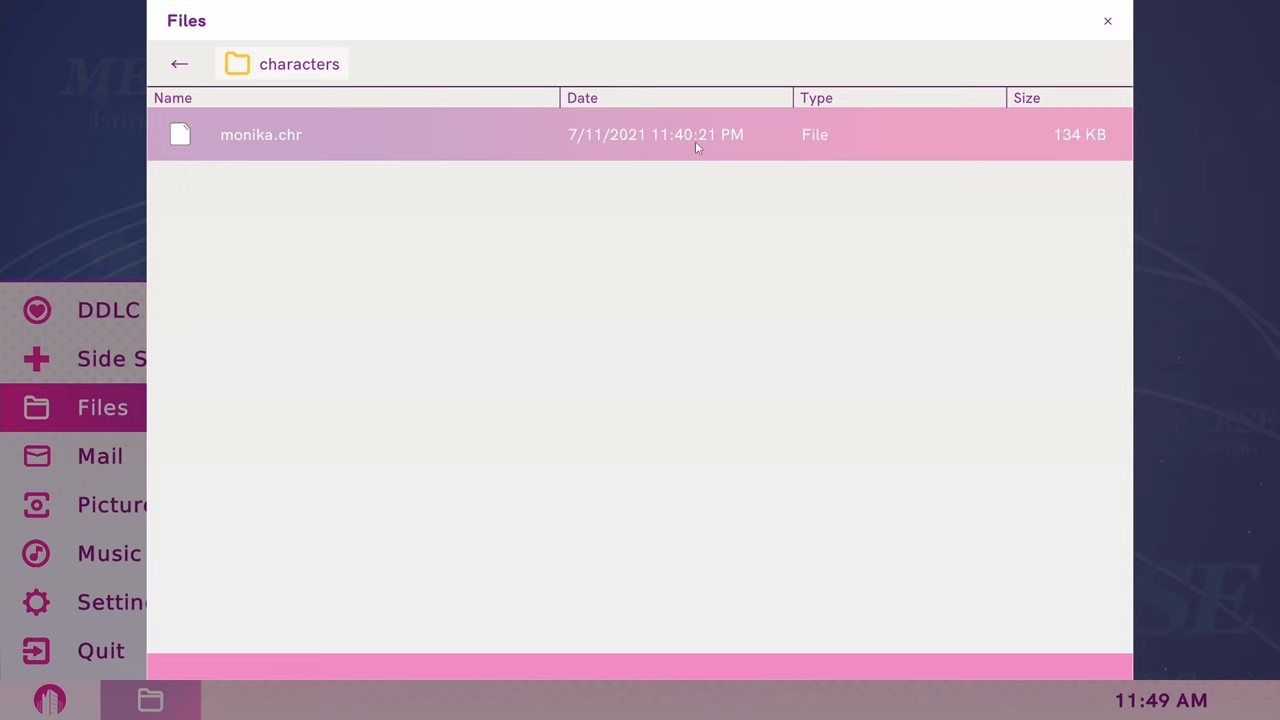 Files
×
← characters
Name Date Type Size
monika.chr 7/11/2021 11:40:21 PM File 134 KB
DDLC
Side S
Files
Mail
Pictur
Music
Settin
Quit
11:49 AM